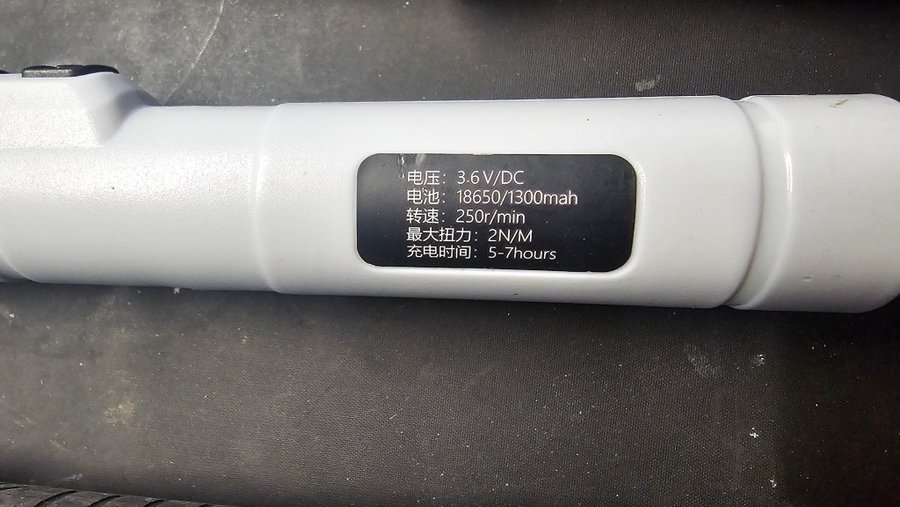 电压：3.6 V/DC
电池：18650/1300mah
转速：250r/min
最大扭力：2N/M
充电时间：5-7hours